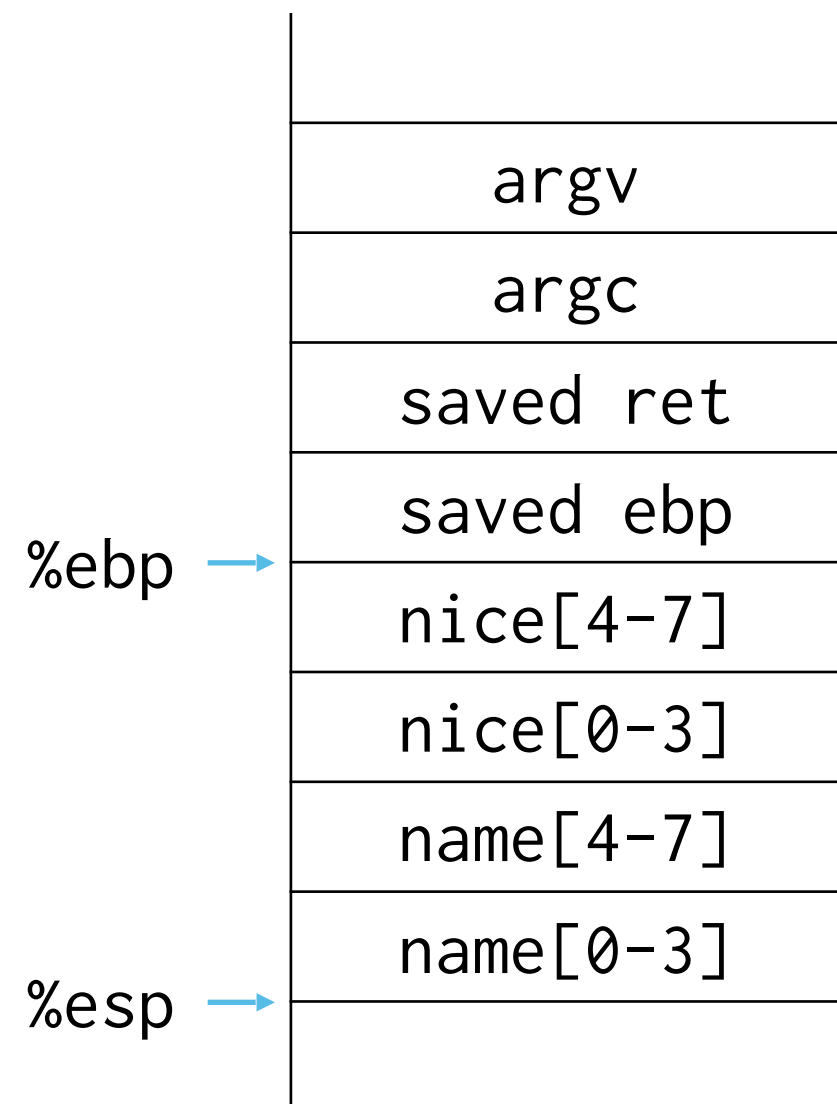 argv
argc
saved ret
saved ebp
%ebp
nice[4-7]
nice[0-3]
name[4-7]
name[0-3]
%esp